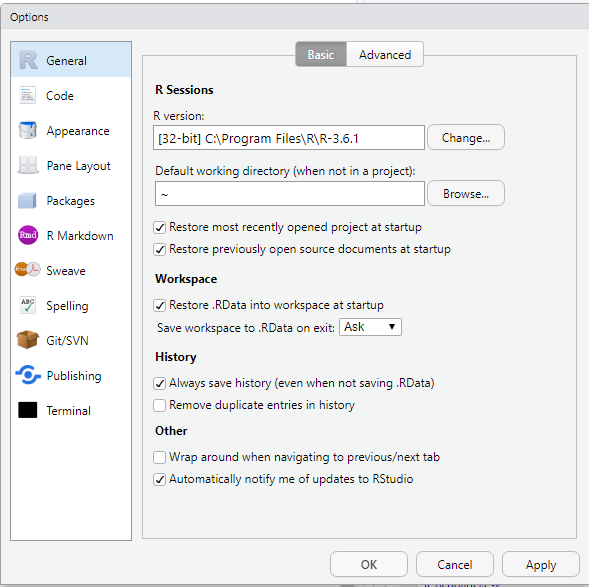 Options
General
Code
Appearance
Pane Layout
Packages
Rmd R Markdown
Sweave
ABC Spelling
Git/SVN
Publishing
Terminal
Basic Advanced
R Sessions
R version:
[32-bit] C:\Program Files\R\R-3.6.1 Change...
Default working directory (when not in a project):
~ Browse...
Restore most recently opened project at startup
Restore previously open source documents at startup
Workspace
Restore .RData into workspace at startup
Save workspace to .RData on exit: Ask
History
Always save history (even when not saving .RData)
Remove duplicate entries in history
Other
Wrap around when navigating to previous/next tab
Automatically notify me of updates to RStudio
OK Cancel Apply